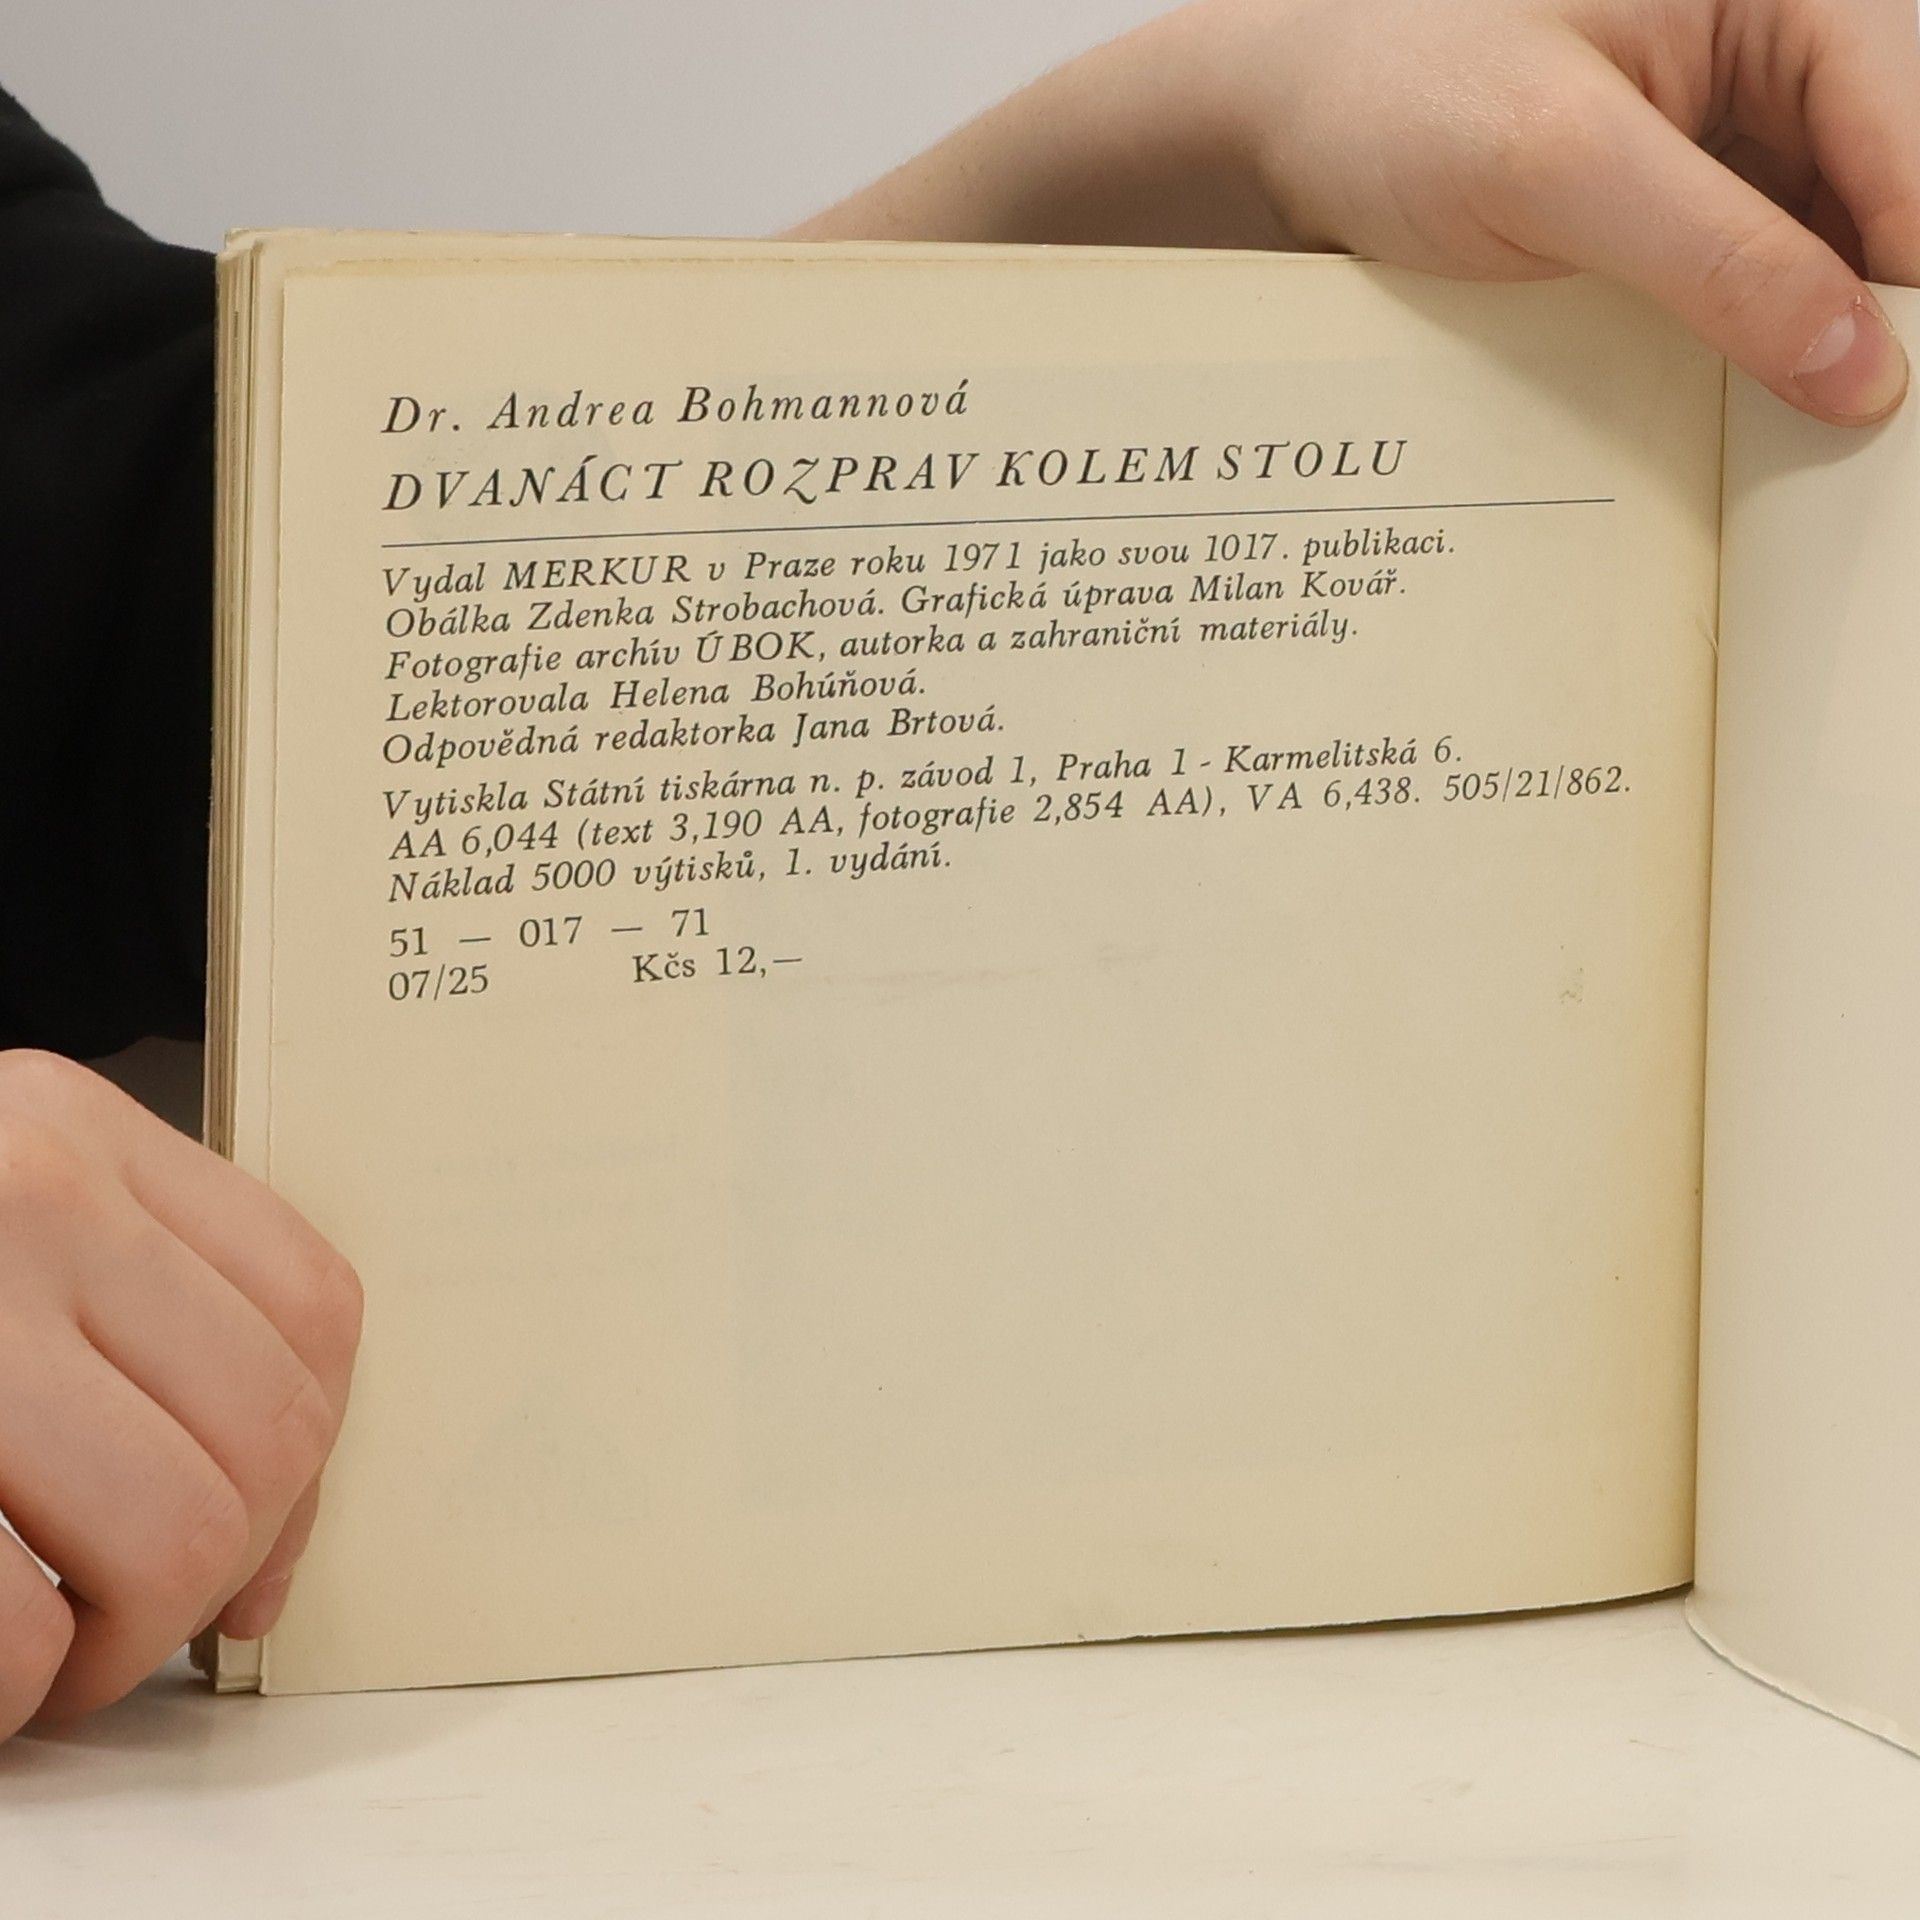 Dr. Andrea Bohmannová
DVANÁCT ROZPRAV KOLEM STOLU
Vydal MERKUR v Praze roku 1971 jako svou 1017. publikaci.
Obálka Zdenka Strobachová. Grafická úprava Milan Kovář.
Fotografie archív ÚBOK, autorka a zahraniční materiály.
Lektorovala Helena Bohúňová.
Odpovědná redaktorka Jana Brtová.
Vytiskla Státní tiskárna n. p. závod 1, Praha 1 - Karmelitská 6.
AA 6,044 (text 3,190 AA, fotografie 2,854 AA), VA 6,438. 505/21/862.
Náklad 5000 výtisků, 1. vydání.
51 — 017 — 71
07/25 Kčs 12,—